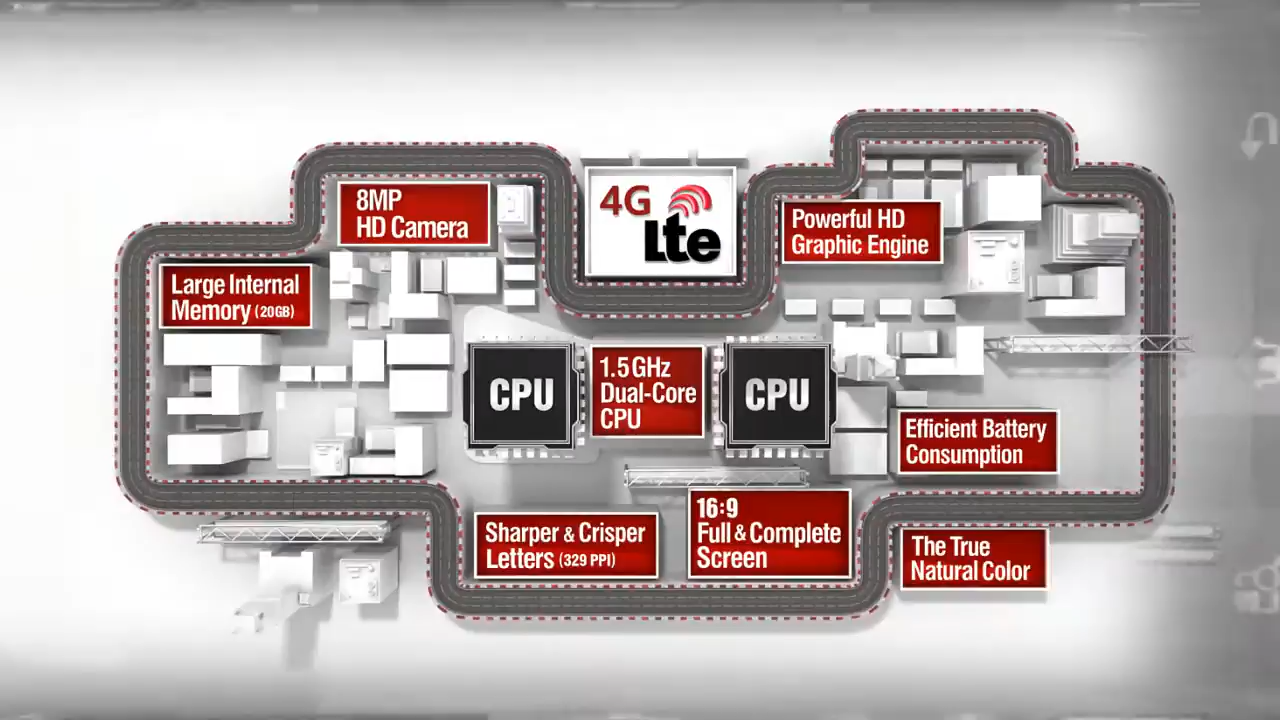 8MP
HD Camera
4G
Lte
Powerful HD
Graphic Engine
Large Internal
Memory (20GB)
CPU
1.5GHz
Dual-Core
CPU
CPU
Efficient Battery
Consumption
Sharper & Crisper
Letters (329 PPI)
16:9
Full & Complete
Screen
The True
Natural Color